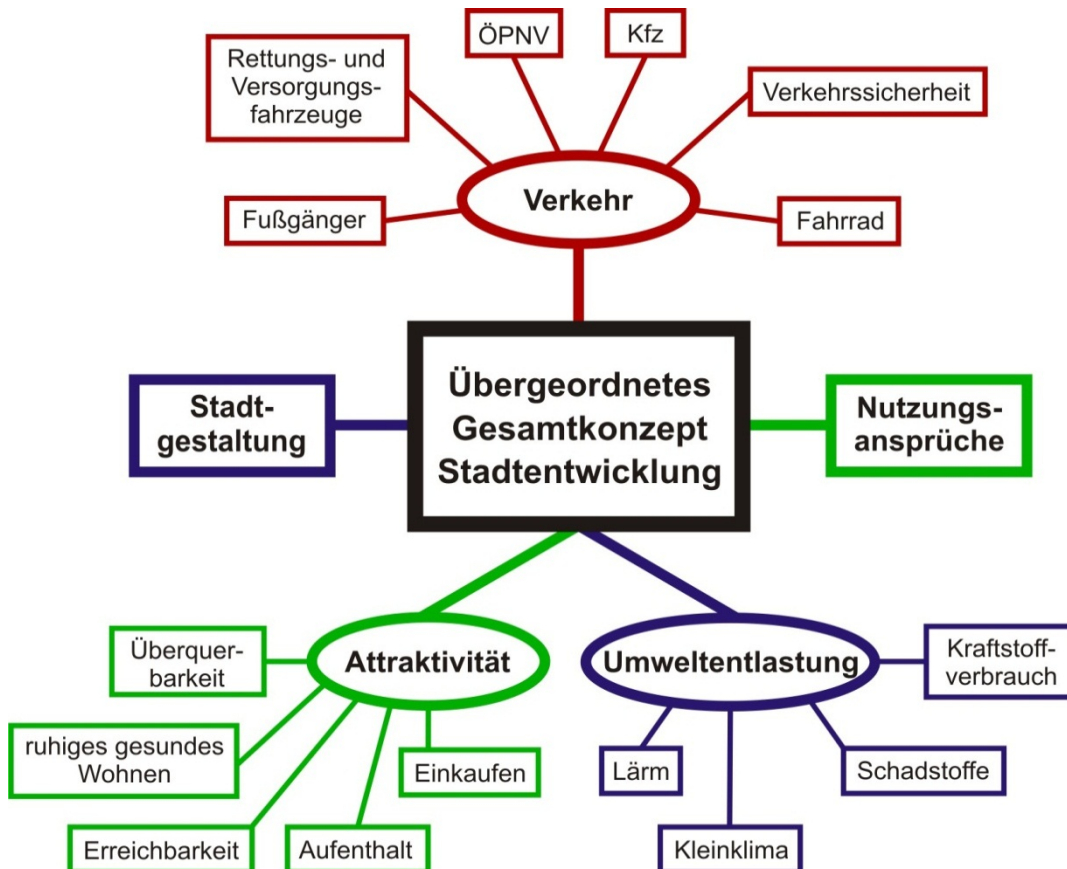 ÖPNV
Kfz
Rettungs- und
Versorgungs-
fahrzeuge
Verkehrssicherheit
Verkehr
Fußgänger
Fahrrad
Stadt-
gestaltung
Übergeordnetes
Gesamtkonzept
Stadtentwicklung
Nutzungs-
ansprüche
Überquer-
barkeit
Attraktivität
Umweltentlastung
Kraftstoff-
verbrauch
ruhiges gesundes
Wohnen
Einkaufen
Lärm
Schadstoffe
Erreichbarkeit
Aufenthalt
Kleinklima